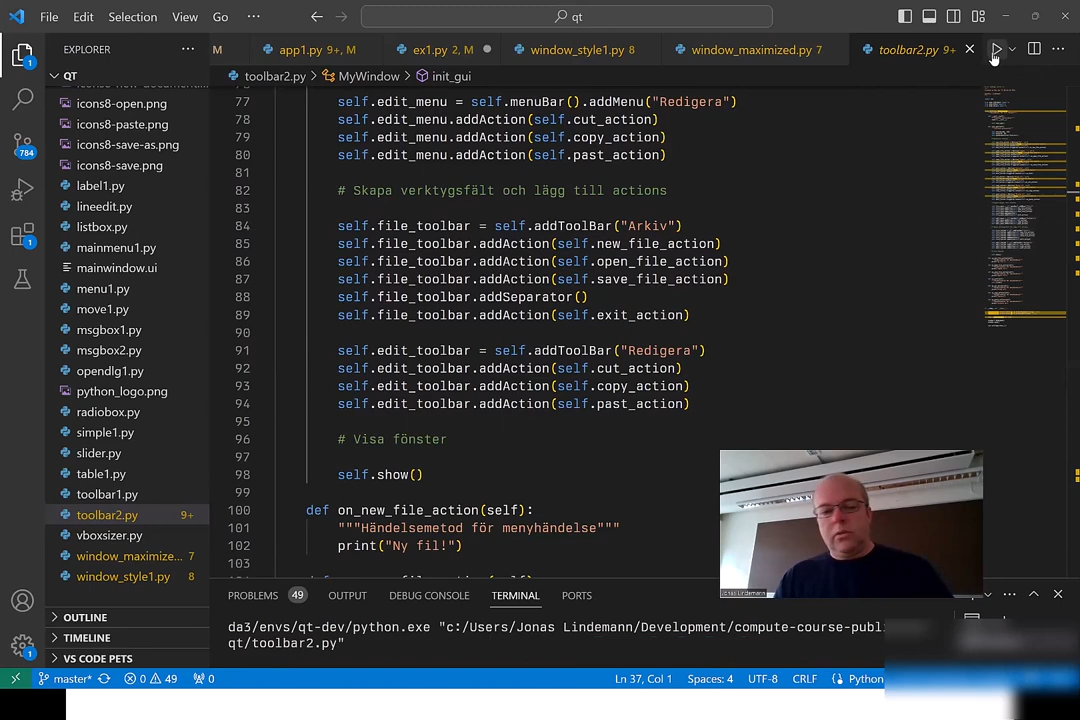 File Edit Selection View Go ··· qt
EXPLORER ···
M app1.py 9+, M ex1.py 2, M window_style1.py 8 window_maximized.py 7 toolbar2.py 9+
QT
toolbar2.py > MyWindow > init_gui
icons8-open.png
icons8-paste.png
icons8-save-as.png
icons8-save.png
label1.py
lineedit.py
listbox.py
mainmenu1.py
mainwindow.ui
menu1.py
move1.py
msgbox1.py
msgbox2.py
opendlg1.py
python_logo.png
radiobox.py
simple1.py
slider.py
table1.py
toolbar1.py
toolbar2.py 9+
vboxsizer.py
window_maximize... 7
window_style1.py 8
OUTLINE
TIMELINE
VS CODE PETS
1
784
1
1
77 self.edit_menu = self.menuBar().addMenu("Redigera")
78 self.edit_menu.addAction(self.cut_action)
79 self.edit_menu.addAction(self.copy_action)
80 self.edit_menu.addAction(self.past_action)
81
82 # Skapa verktygsfält och lägg till actions
83
84 self.file_toolbar = self.addToolBar("Arkiv")
85 self.file_toolbar.addAction(self.new_file_action)
86 self.file_toolbar.addAction(self.open_file_action)
87 self.file_toolbar.addAction(self.save_file_action)
88 self.file_toolbar.addSeparator()
89 self.file_toolbar.addAction(self.exit_action)
90
91 self.edit_toolbar = self.addToolBar("Redigera")
92 self.edit_toolbar.addAction(self.cut_action)
93 self.edit_toolbar.addAction(self.copy_action)
94 self.edit_toolbar.addAction(self.past_action)
95
96 # Visa fönster
97
98 self.show()
99
100 def on_new_file_action(self):
101 """Händelsemetod för menyhändelse"""
102 print("Ny fil!")
103
Jonas Lindemann
PROBLEMS 49 OUTPUT DEBUG CONSOLE TERMINAL PORTS
da3/envs/qt-dev/python.exe "c:/Users/Jonas Lindemann/Development/compute-course-publi
qt/toolbar2.py"
master* 0 49 0 Ln 37, Col 1 Spaces: 4 UTF-8 CRLF Python